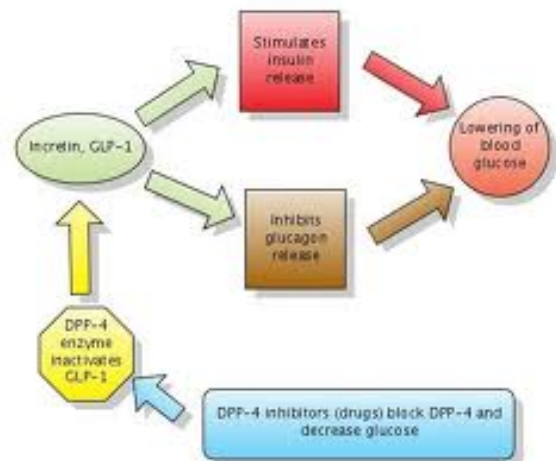 Stimulates
insulin
release
Lowering of
blood
glucose
Incretin, GLP-1
Inhibits
glucagon
release
DPP-4
enzyme
inactivates
GLP-1
DPP-4 inhibitors (drugs) block DPP-4 and
decrease glucose